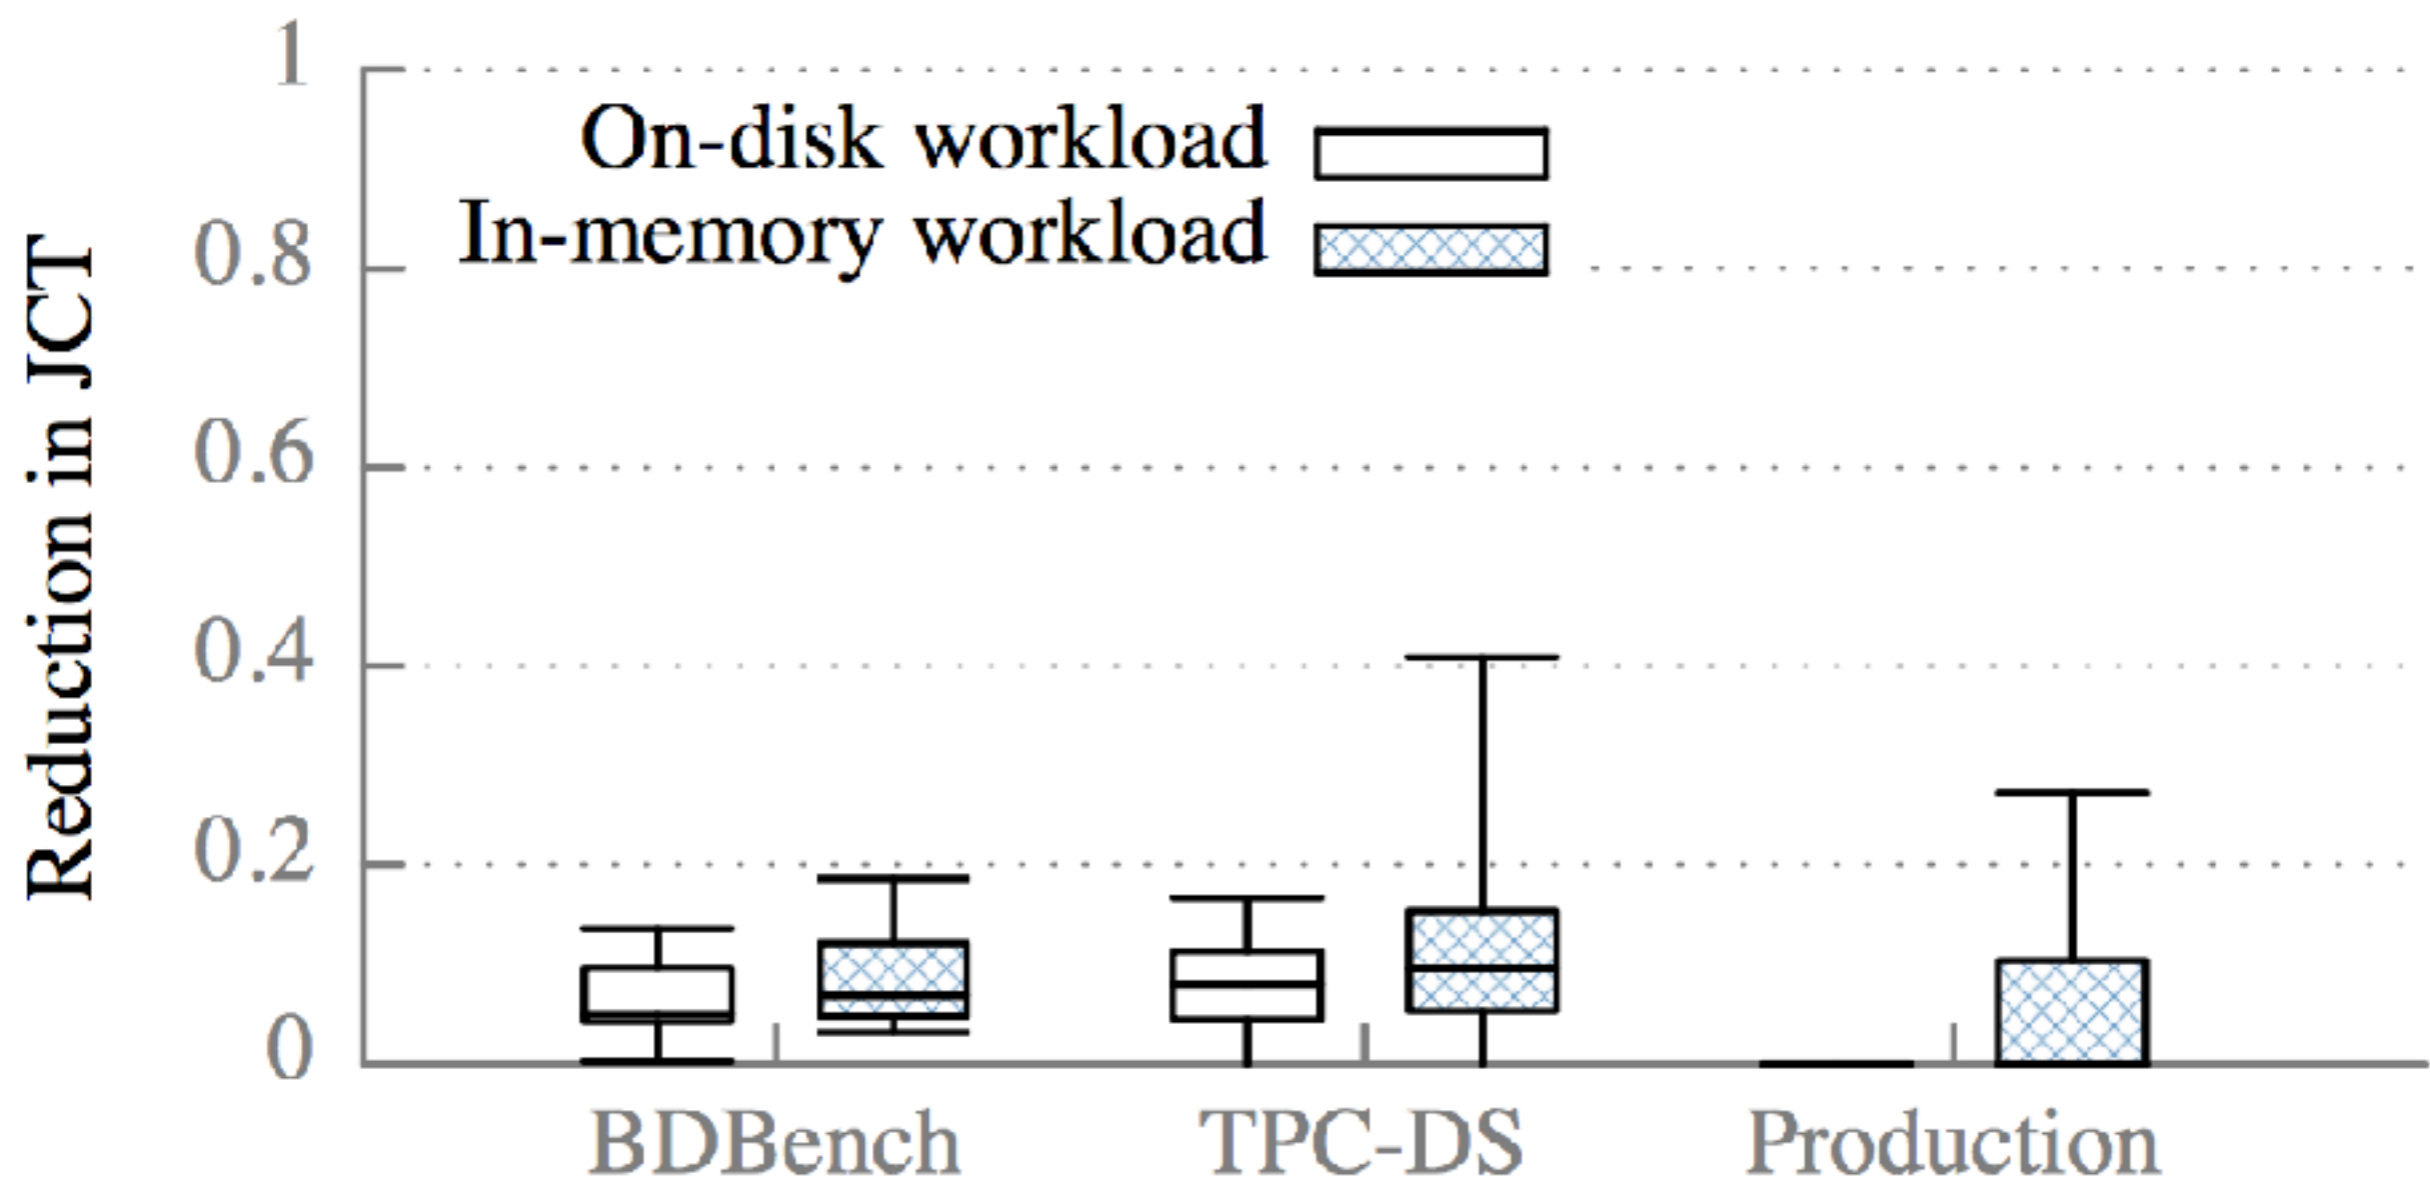 Reduction in JCT
1
0.8
0.6
0.4
0.2
0
On-disk workload
In-memory workload
BDBench
TPC-DS
Production